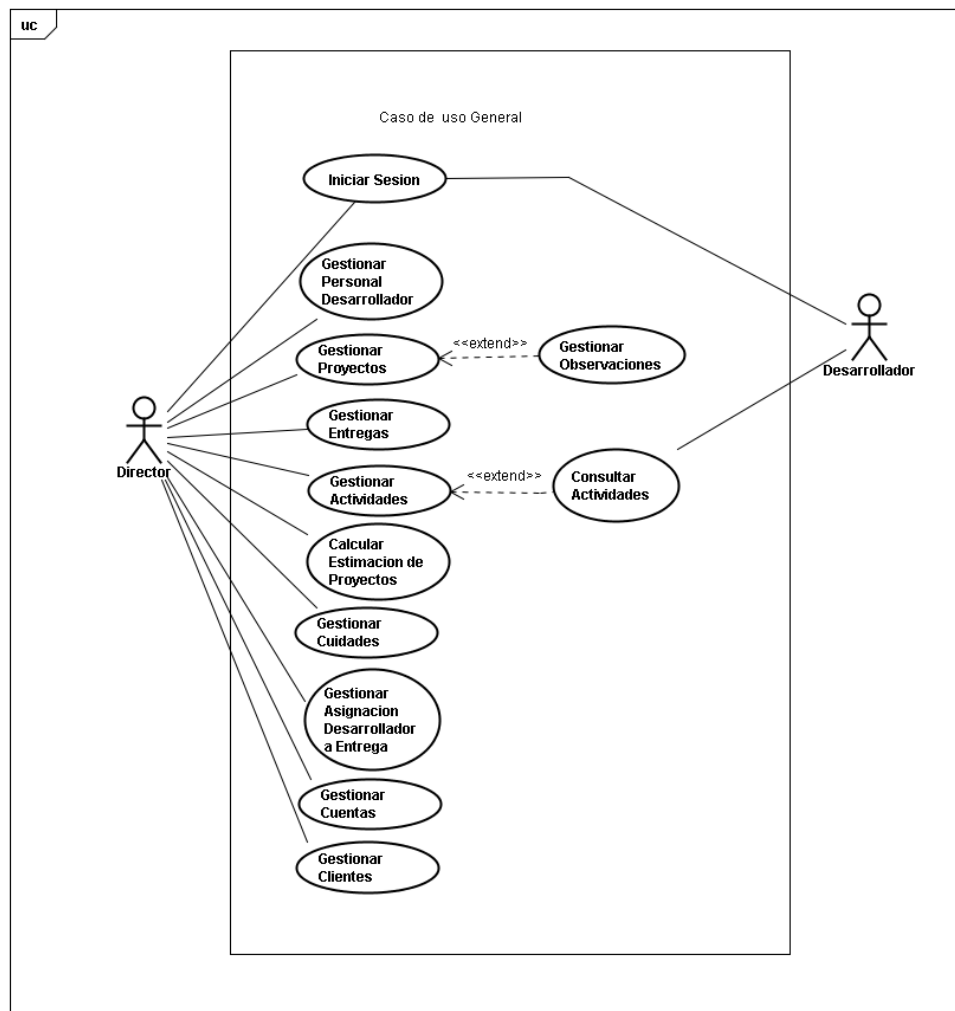 uc
Caso de uso General
Iniciar Sesion
Gestionar
Personal
Desarrollador
Gestionar
Proyectos
<<extend>>
Gestionar
Observaciones
Desarrollador
Gestionar
Entregas
Director
Gestionar
Actividades
<<extend>>
Consultar
Actividades
Calcular
Estimacion de
Proyectos
Gestionar
Cuidades
Gestionar
Asignacion
Desarrollador
a Entrega
Gestionar
Cuentas
Gestionar
Clientes